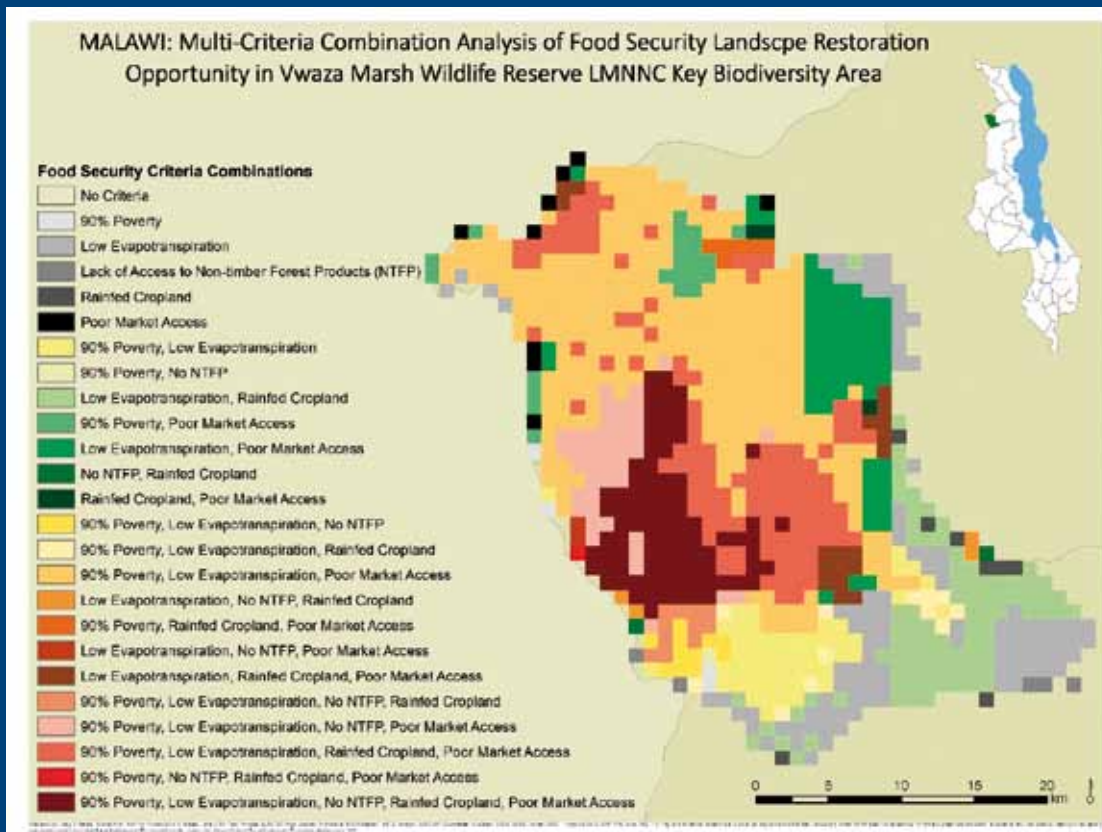 MALAWI: Multi-Criteria Combination Analysis of Food Security Landscpe Restoration
Opportunity in Vwaza Marsh Wildlife Reserve LMNNC Key Biodiversity Area
Food Security Criteria Combinations
No Criteria
90% Poverty
Low Evapotranspiration
Lack of Access to Non-timber Forest Products (NTFP)
Rainfed Cropland
Poor Market Access
90% Poverty, Low Evapotranspiration
90% Poverty, No NTFP
Low Evapotranspiration, Rainfed Cropland
90% Poverty, Poor Market Access
Low Evapotranspiration, Poor Market Access
No NTFP, Rainfed Cropland
Rainfed Cropland, Poor Market Access
90% Poverty, Low Evapotranspiration, No NTFP
90% Poverty, Low Evapotranspiration, Rainfed Cropland
90% Poverty, Low Evapotranspiration, Poor Market Access
Low Evapotranspiration, No NTFP, Rainfed Cropland
90% Poverty, Rainfed Cropland, Poor Market Access
Low Evapotranspiration, No NTFP, Poor Market Access
Low Evapotranspiration, Rainfed Cropland, Poor Market Access
90% Poverty, Low Evapotranspiration, No NTFP, Rainfed Cropland
90% Poverty, Low Evapotranspiration, No NTFP, Poor Market Access
90% Poverty, Low Evapotranspiration, Rainfed Cropland, Poor Market Access
90% Poverty, No NTFP, Rainfed Cropland, Poor Market Access
90% Poverty, Low Evapotranspiration, No NTFP, Rainfed Cropland, Poor Market Access
0 5 10 15 20
km